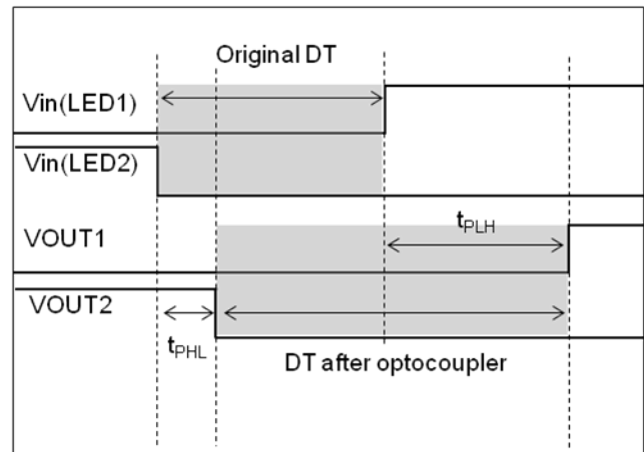 Original DT
Vin(LED1)
Vin(LED2)
VOUT1
tPLH
VOUT2
tPHL
DT after optocoupler